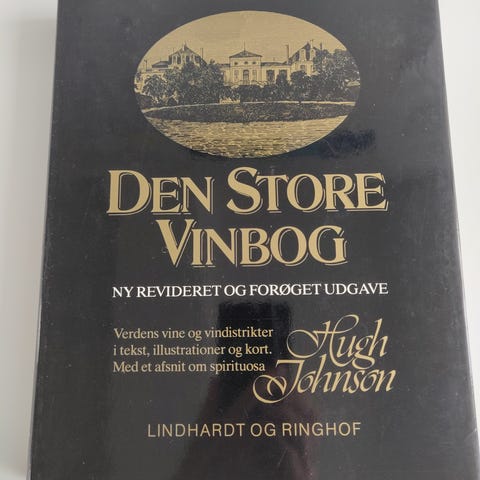 DEN STORE
VINBOG
NY REVIDERET OG FORØGET UDGAVE
Verdens vine og vindistrikter
i tekst, illustrationer og kort.
Med et afsnit om spirituosa
Hugh
Johnson
LINDHARDT OG RINGHOF